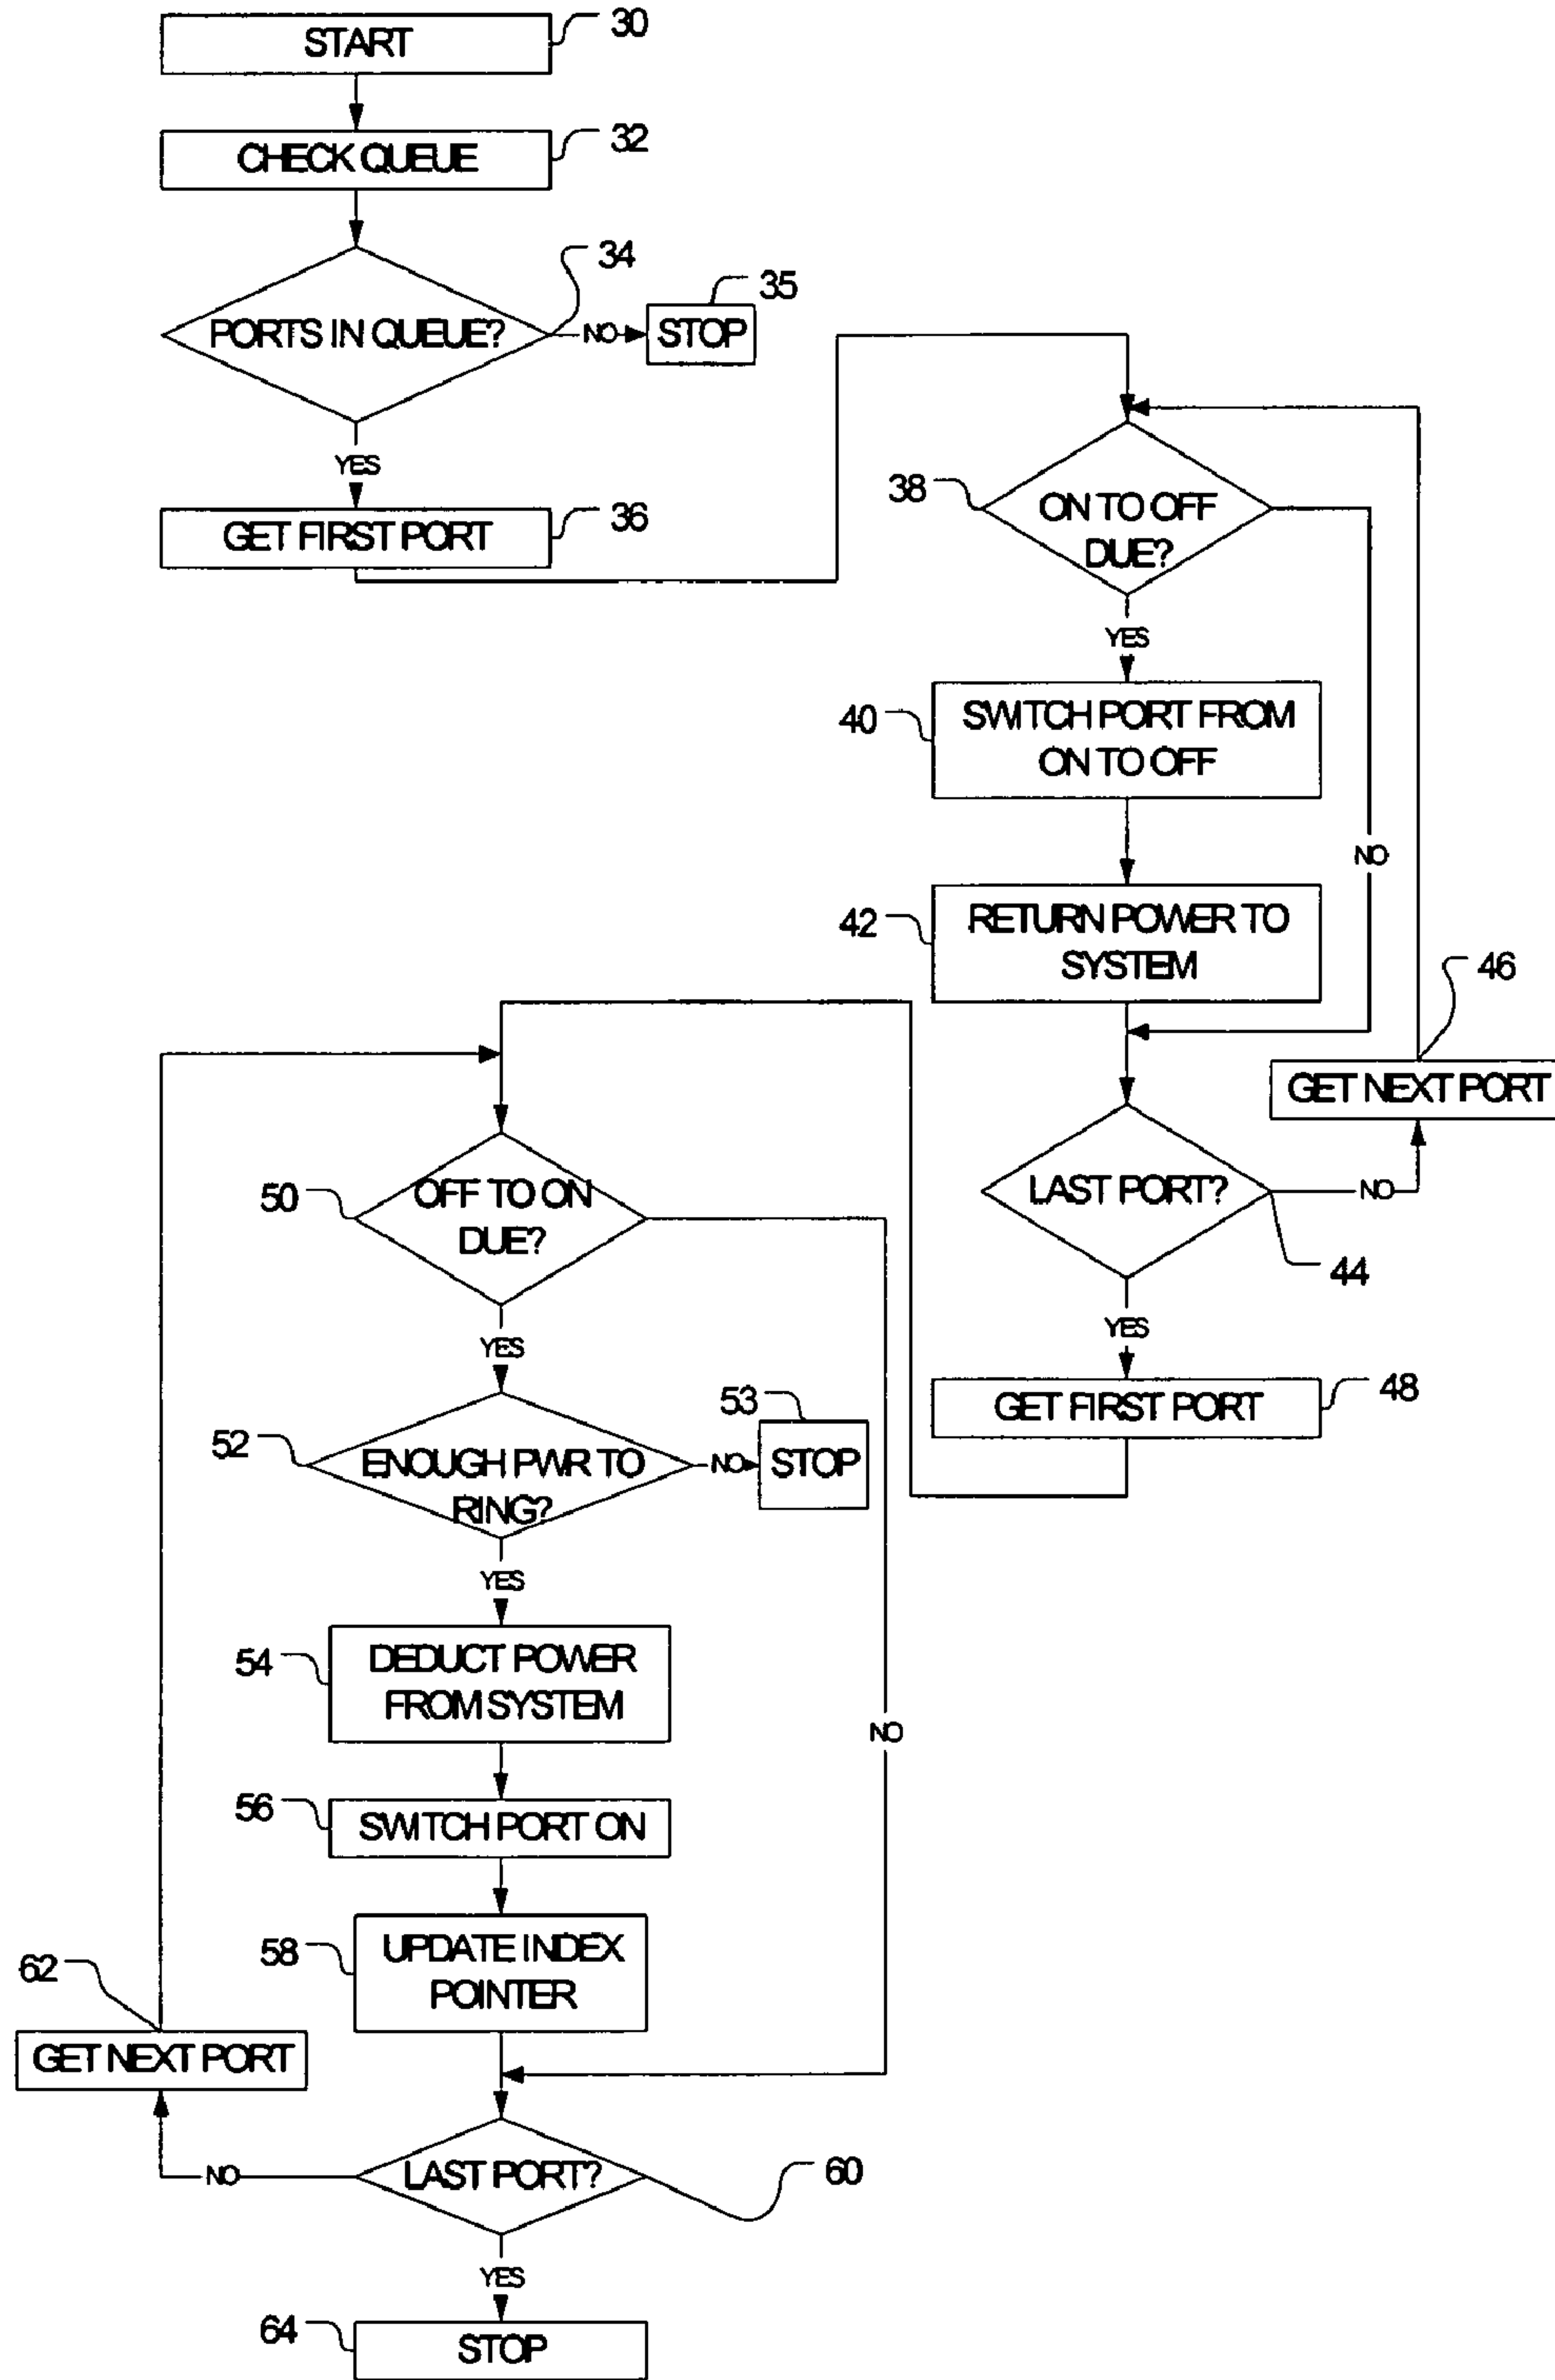 START
30
CHECK QUEUE
32
PORTS IN QUEUE?
34
NO
STOP
35
YES
GET FIRST PORT
36
38
ON TO OFF
DUE?
NO
YES
40
SWITCH PORT FROM
ON TO OFF
42
RETURN POWER TO
SYSTEM
46
GET NEXT PORT
LAST PORT?
NO
44
YES
GET FIRST PORT
48
50
OFF TO ON
DUE?
NO
YES
52
ENOUGH PWR TO
RING?
NO
53
STOP
YES
54
DEDUCT POWER
FROM SYSTEM
56
SWITCH PORT ON
58
UPDATE INDEX
POINTER
62
GET NEXT PORT
NO
LAST PORT?
60
YES
64
STOP